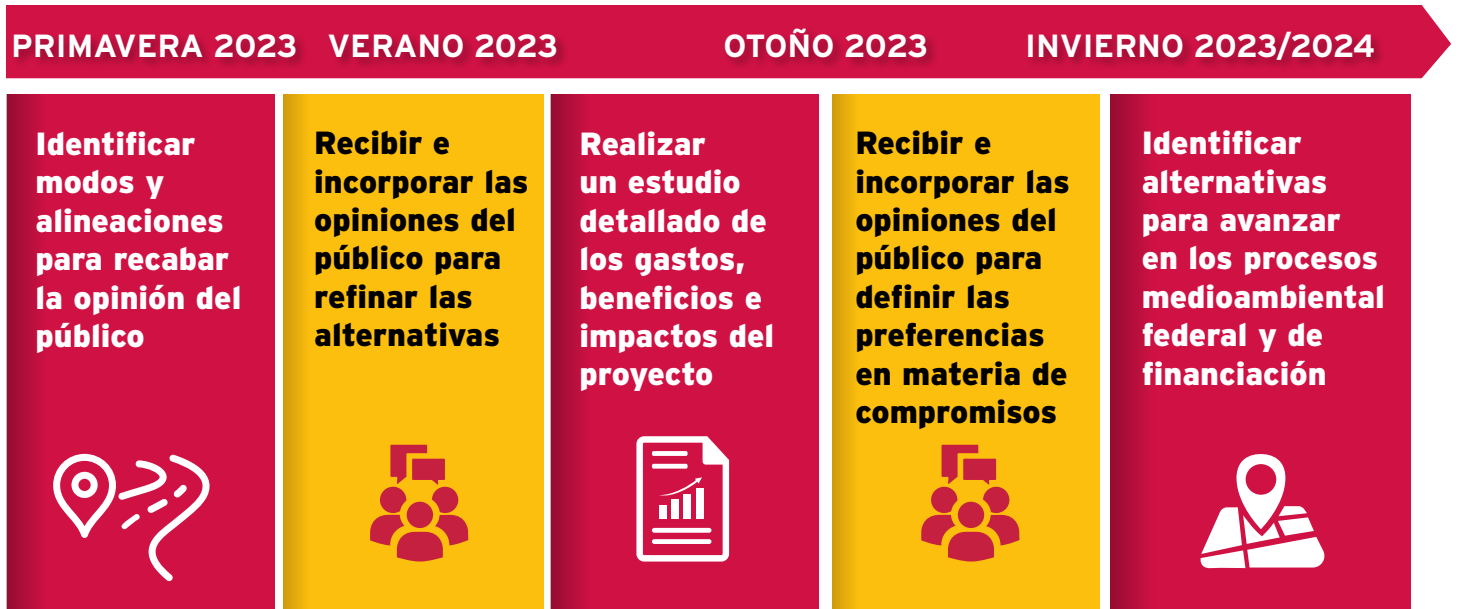 PRIMAVERA 2023 VERANO 2023 OTOÑO 2023 INVIERNO 2023/2024
Identificar
modos y
alineaciones
para recabar
la opinión del
público
Recibir e
incorporar las
opiniones del
público para
refinar las
alternativas
Realizar
un estudio
detallado de
los gastos,
beneficios e
impactos del
proyecto
Recibir e
incorporar las
opiniones del
público para
definir las
preferencias
en materia de
compromisos
Identificar
alternativas
para avanzar
en los procesos
medioambiental
federal y de
financiación